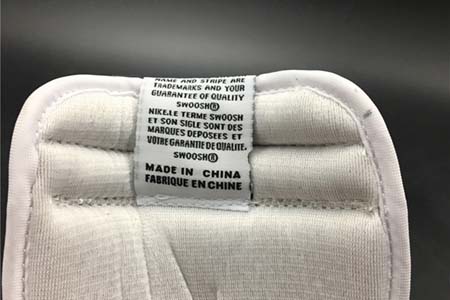 NAME AND STRIPE ARE
TRADEMARKS AND YOUR
GUARANTEE OF QUALITY
SWOOSH®
NIKE.LE TERME SWOOSH
ET SON SIGLE SONT DES
MARQUES DEPOSEES ET
VOTRE GARANTIE DE QUALITE.
SWOOSH®
MADE IN CHINA
FABRIQUE EN CHINE